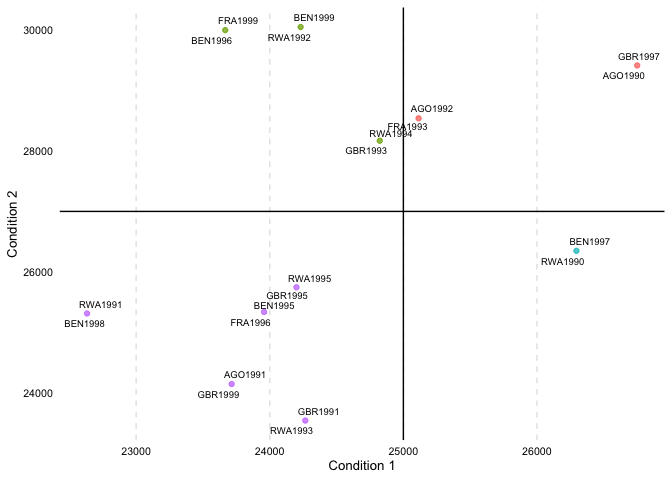 30000
28000
26000
24000
Condition 2
FRA1999
BEN1999
BEN1996
RWA1992
GBR1997
AGO1990
AGO1992
FRA1993
RWA1994
GBR1993
BEN1997
RWA1990
RWA1995
GBR1995
RWA1991
BEN1995
BEN1998
FRA1996
AGO1991
GBR1999
GBR1991
RWA1993
23000
24000
25000
26000
Condition 1